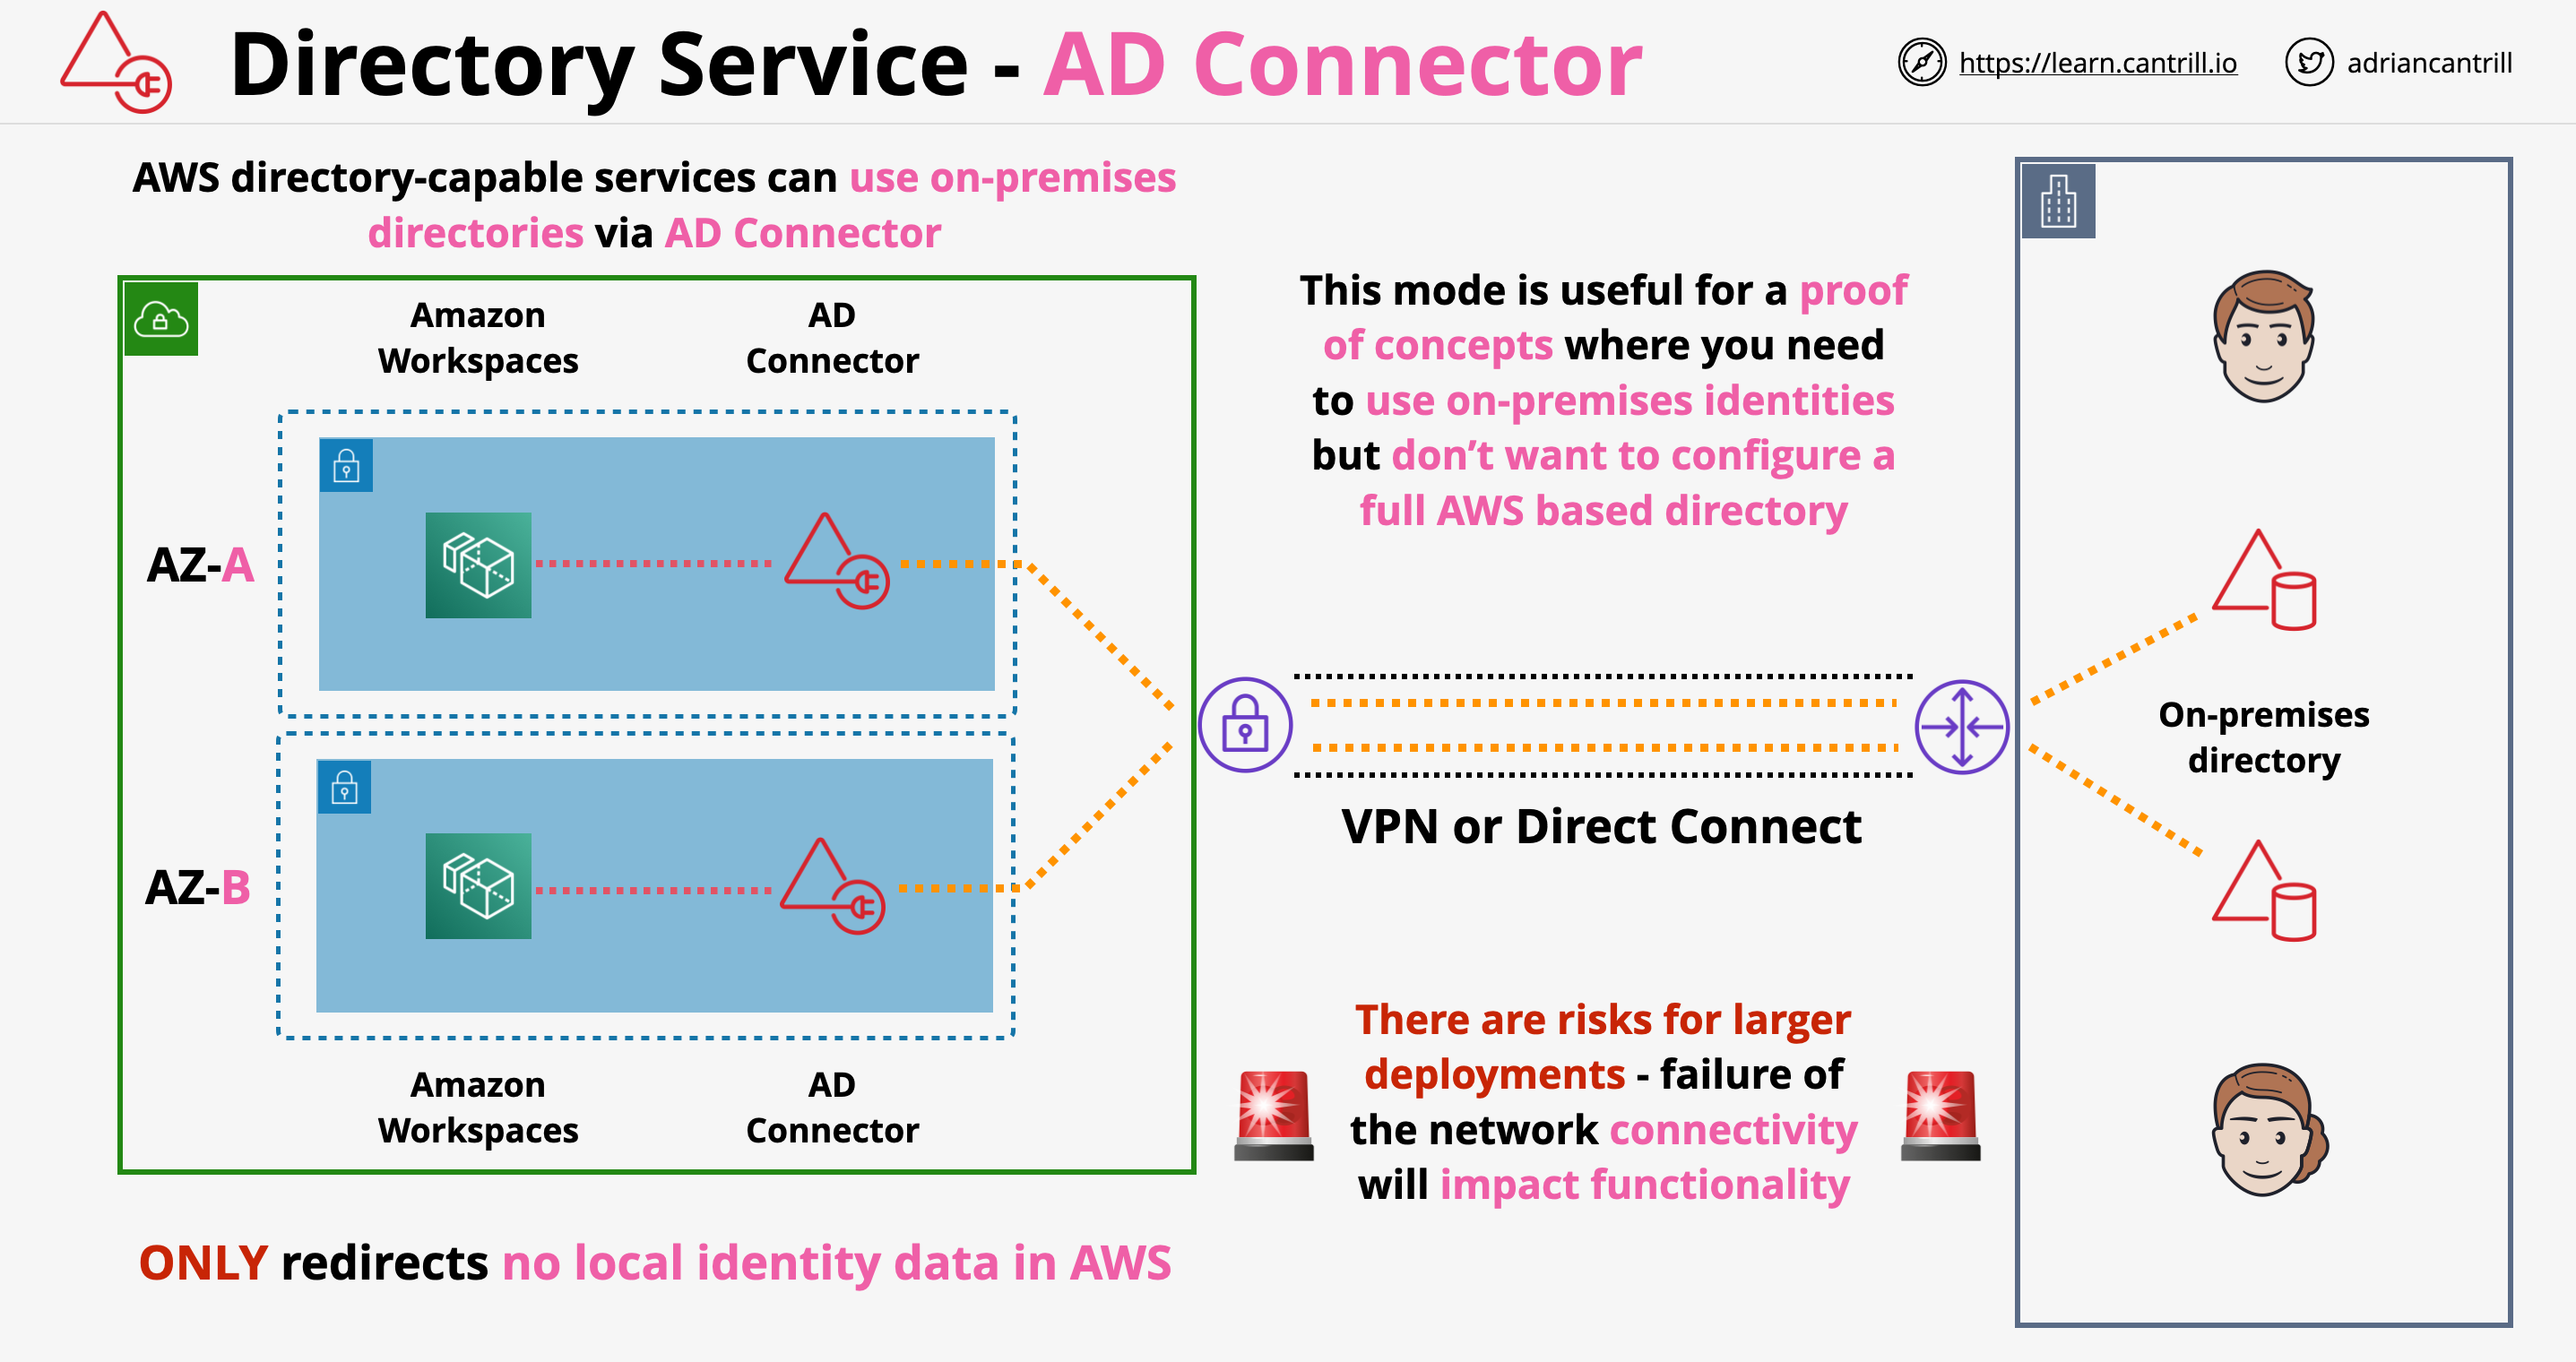 Directory Service - AD Connector
https://learn.cantrill.io
adriancantrill
AWS directory-capable services can use on-premises
directories via AD Connector
Amazon
Workspaces
AD
Connector
AZ-A
AZ-B
Amazon
Workspaces
AD
Connector
ONLY redirects no local identity data in AWS
This mode is useful for a proof
of concepts where you need
to use on-premises identities
but don’t want to configure a
full AWS based directory
VPN or Direct Connect
There are risks for larger
deployments - failure of
the network connectivity
will impact functionality
On-premises
directory